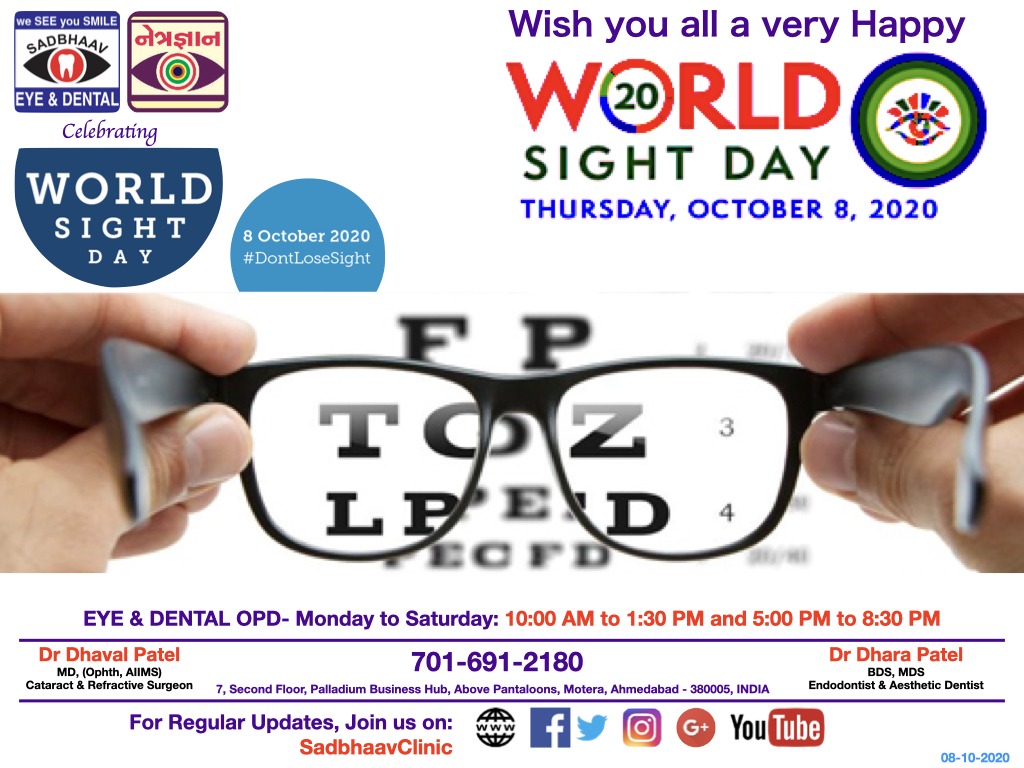 we SEE you SMILE
SADBHAAV
EYE & DENTAL
નેત્રજ્ઞાન
Celebrating
WORLD
SIGHT
DAY
8 October 2020
#DontLoseSight
Wish you all a very Happy
WORLD
20
SIGHT DAY
THURSDAY, OCTOBER 8, 2020
F P
T O Z 3
L P E D 4
P E C F D
EYE & DENTAL OPD- Monday to Saturday: 10:00 AM to 1:30 PM and 5:00 PM to 8:30 PM
Dr Dhaval Patel
MD, (Ophth, AIIMS)
Cataract & Refractive Surgeon
701-691-2180
7, Second Floor, Palladium Business Hub, Above Pantaloons, Motera, Ahmedabad - 380005, INDIA
Dr Dhara Patel
BDS, MDS
Endodontist & Aesthetic Dentist
For Regular Updates, Join us on:
SadbhaavClinic
WWW
f
G+
YouTube
08-10-2020